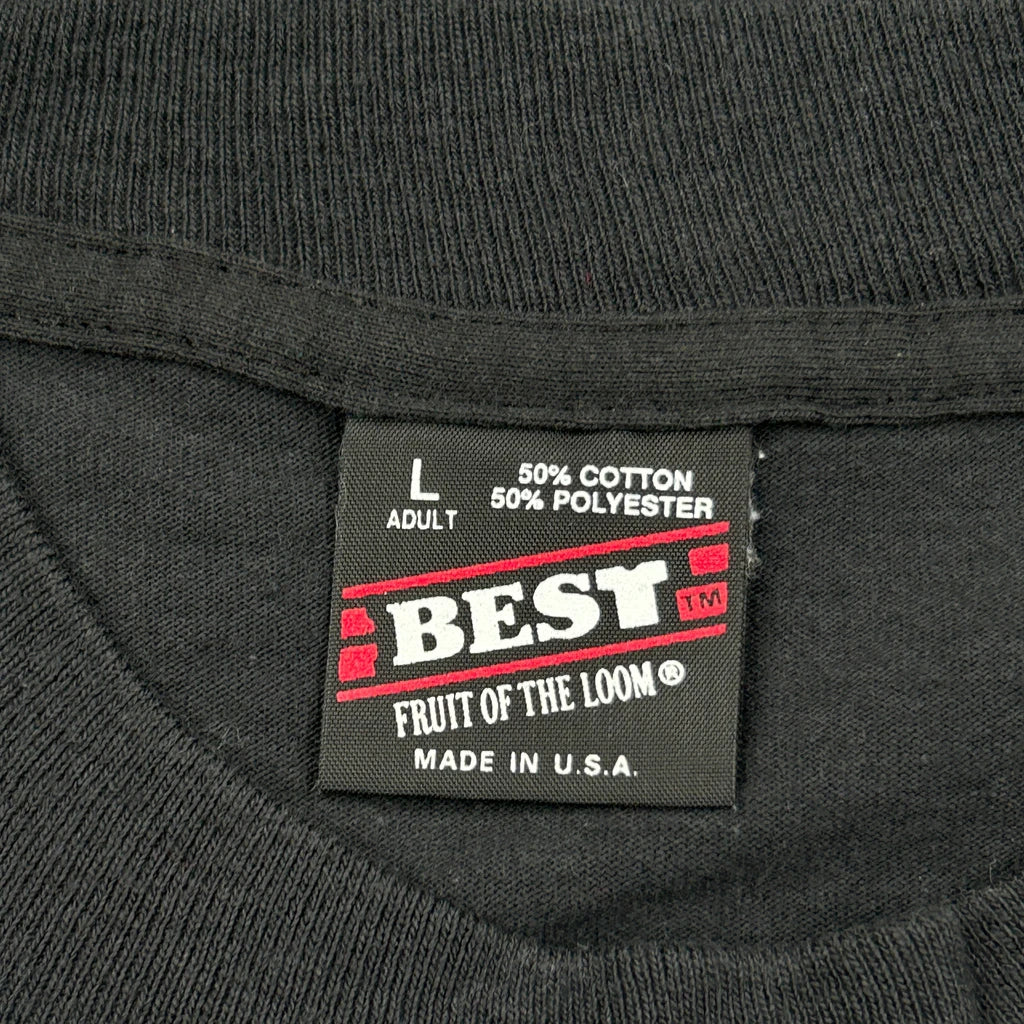 L
ADULT
50% COTTON
50% POLYESTER
BEST
TM
FRUIT OF THE LOOM®
MADE IN U.S.A.